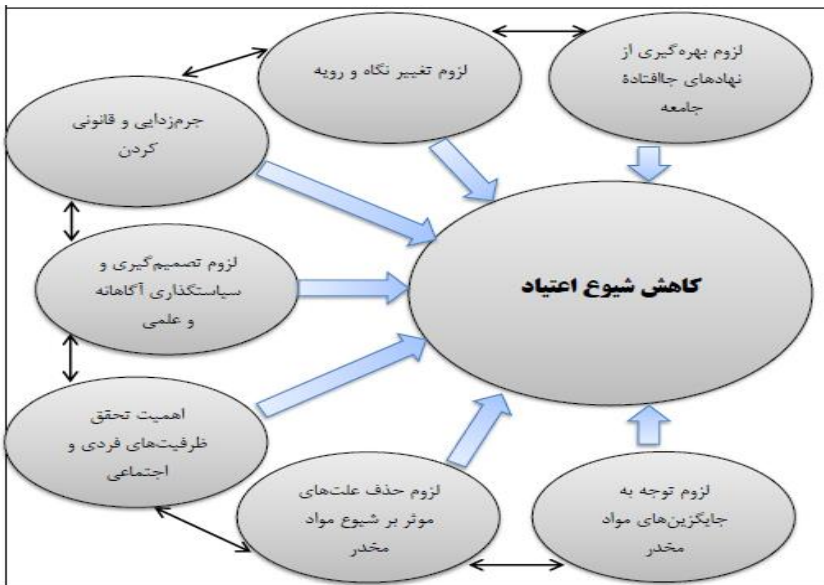 لزوم بهره‌گیری از
نهادهای جاافتادۀ
جامعه
لزوم تغییر نگاه و رویه
جرم‌زدایی و قانونی
کردن
لزوم تصمیم‌گیری و
سیاستگذاری آگاهانه
و علمی
کاهش شیوع اعتیاد
اهمیت تحقق
ظرفیت‌های فردی و
اجتماعی
لزوم حذف علت‌های
موثر بر شیوع مواد
مخدر
لزوم توجه به
جایگزین‌های مواد
مخدر